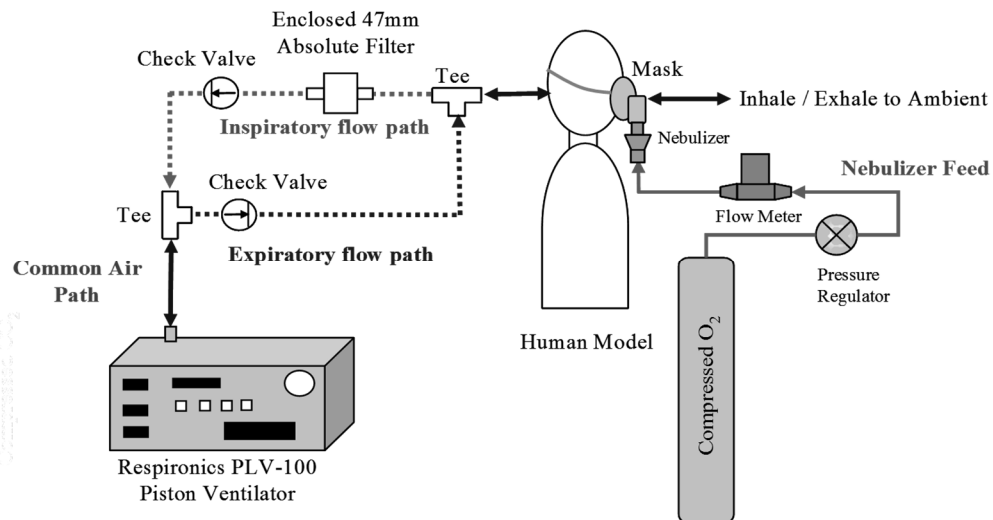 Enclosed 47mm
Absolute Filter
Check Valve
Tee
Mask
Inhale / Exhale to Ambient
Inspiratory flow path
Nebulizer
Nebulizer Feed
Check Valve
Tee
Flow Meter
Expiratory flow path
Common Air
Path
Pressure
Regulator
Human Model
Compressed O2
Respironics PLV-100
Piston Ventilator